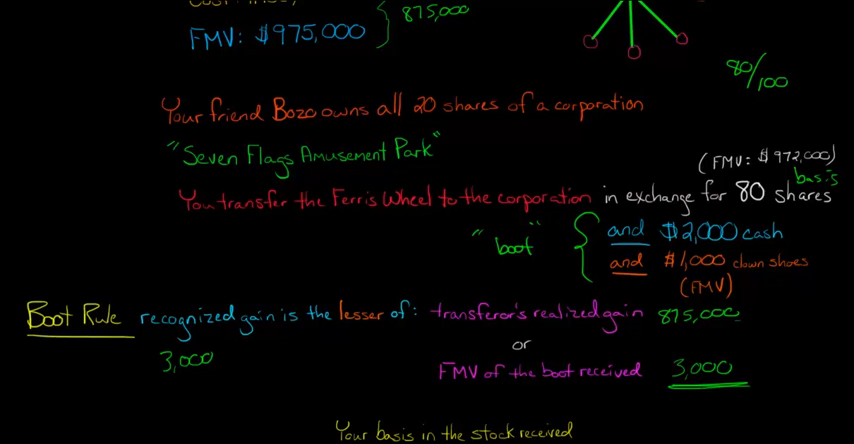 875,000
FMV: $975,000
80/100
Your friend Bozo owns all 20 shares of a corporation
"Seven Flags Amusement Park"
(FMV: $972,000)
basis
You transfer the Ferris Wheel to the corporation in exchange for 80 shares
"boot" and $2,000 cash
and $1,000 clown shoes
(FMV)
Boot Rule recognized gain is the lesser of: transferor's realized gain 875,000
3,000
or
FMV of the boot received 3,000
Your basis in the stock received